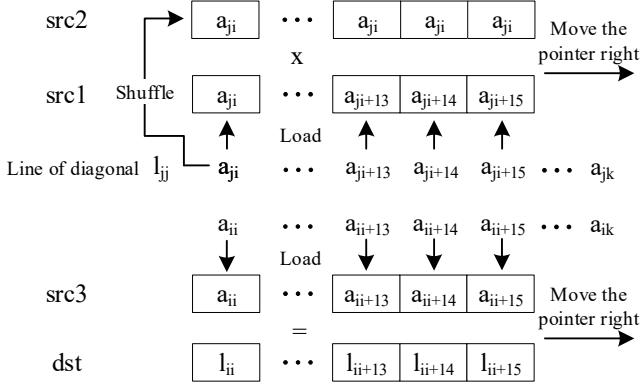 src2 a_ji ··· a_ji a_ji a_ji Move the
pointer right
x
src1 Shuffle a_ji ··· a_ji+13 a_ji+14 a_ji+15
Load
Line of diagonal l_jj a_ji ··· a_ji+13 a_ji+14 a_ji+15 ··· a_jk
a_ii ··· a_ii+13 a_ii+14 a_ii+15 ··· a_ik
Load
src3 a_ii ··· a_ii+13 a_ii+14 a_ii+15 Move the
pointer right
=
dst l_ii ··· l_ii+13 l_ii+14 l_ii+15